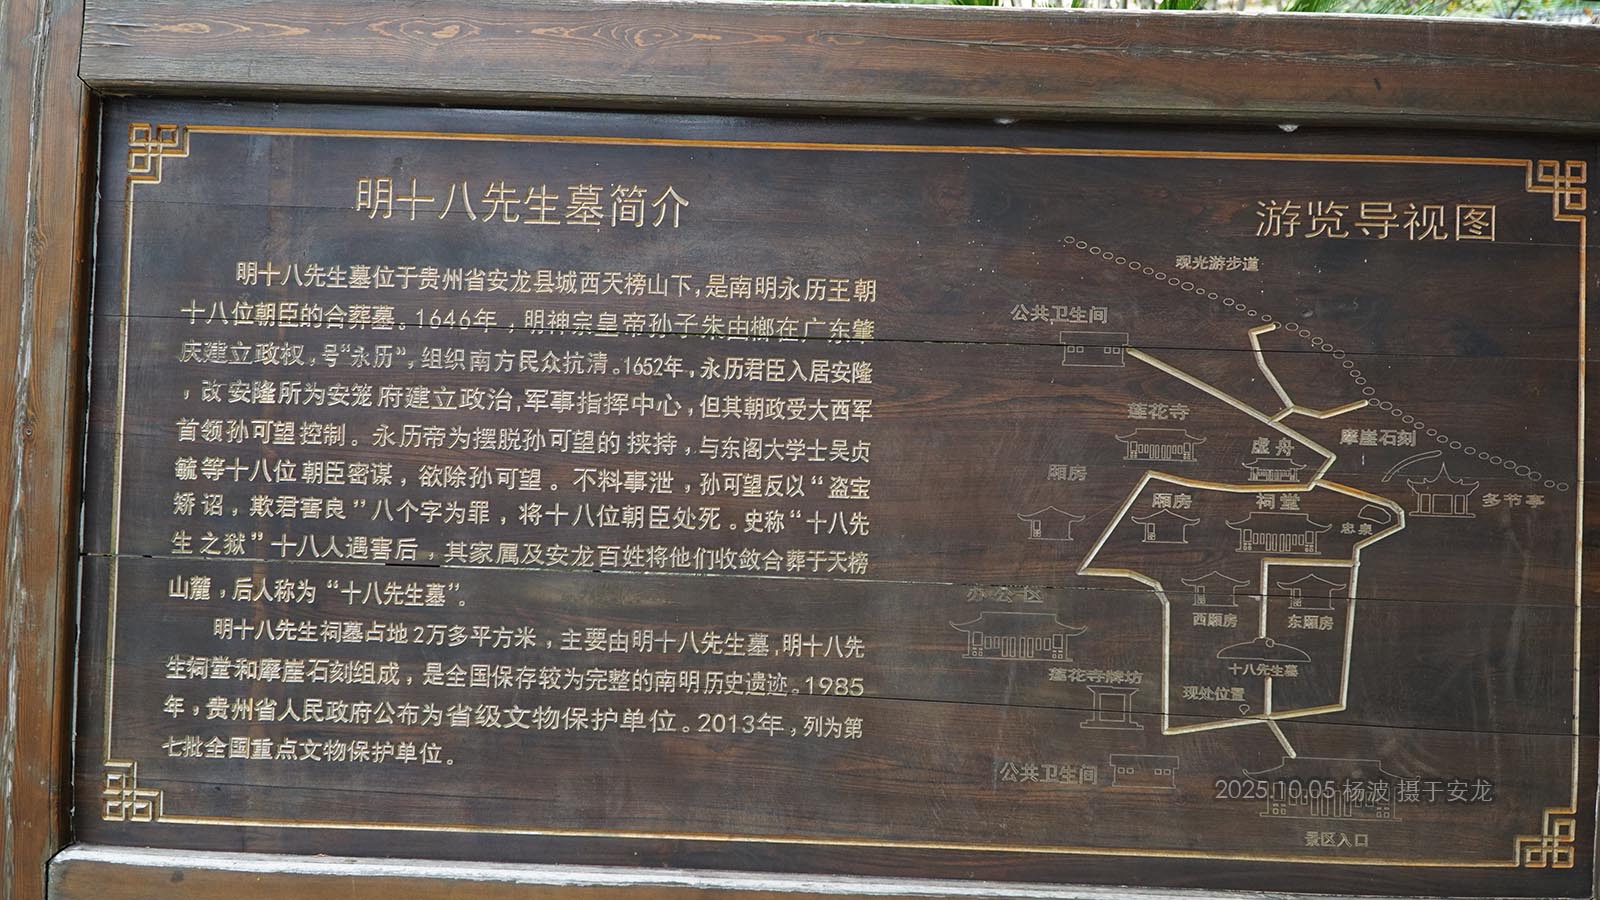 明十八先生墓简介
明十八先生墓位于贵州省安龙县城西天榜山下，是南明永历王朝
十八位朝臣的合葬墓。1646年，明神宗皇帝孙子朱由榔在广东肇
庆建立政权，号“永历”，组织南方民众抗清。1652年，永历君臣入居安隆
，改安隆所为安笼府建立政治,军事指挥中心，但其朝政受大西军
首领孙可望控制。永历帝为摆脱孙可望的挟持，与东阁大学士吴贞
毓等十八位朝臣密谋，欲除孙可望。不料事泄，孙可望反以“盗宝
矫诏，欺君害良”八个字为罪，将十八位朝臣处死。史称“十八先
生之狱”十八人遇害后，其家属及安龙百姓将他们收敛合葬于天榜
山麓，后人称为“十八先生墓”。
明十八先生祠墓占地2万多平方米，主要由明十八先生墓,明十八先
生祠堂和摩崖石刻组成，是全国保存较为完整的南明历史遗迹。1985
年，贵州省人民政府公布为省级文物保护单位。2013年，列为第
七批全国重点文物保护单位。
游览导视图
观光游步道
公共卫生间
莲花寺
虚舟
摩崖石刻
厢房
厢房
祠堂
忠泉
多节亭
办公区
西厢房
东厢房
十八先生墓
莲花寺牌坊
现处位置
公共卫生间
景区入口
2025.10.05 杨波 摄于安龙